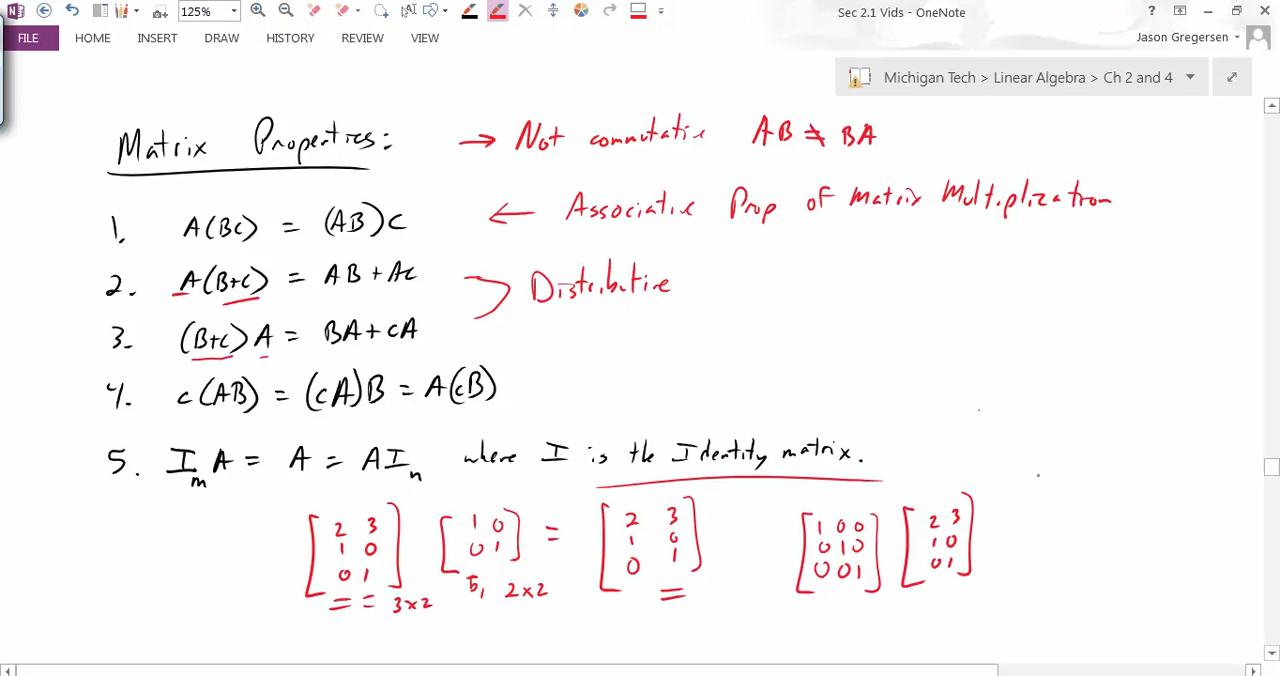 125%
Sec 2.1 Vids - OneNote
FILE HOME INSERT DRAW HISTORY REVIEW VIEW
Jason Gregersen
Michigan Tech > Linear Algebra > Ch 2 and 4
Matrix Properties: → Not commutative AB ≠ BA
1. A(BC) = (AB)C ← Associative Prop of Matrix Multiplication
2. A(B+C) = AB + AC
Distributive
3. (B+C)A = BA + CA
4. c(AB) = (cA)B = A(cB)
5. I_m A = A = A I_n where I is the Identity matrix.
[2 3 [1 0 = [2 3 [1 0 0 [2 3
1 0 0 1] 1 0 0 1 0 1 0
0 1] 0 1] 0 0 1] 0 1]
3x2 2x2